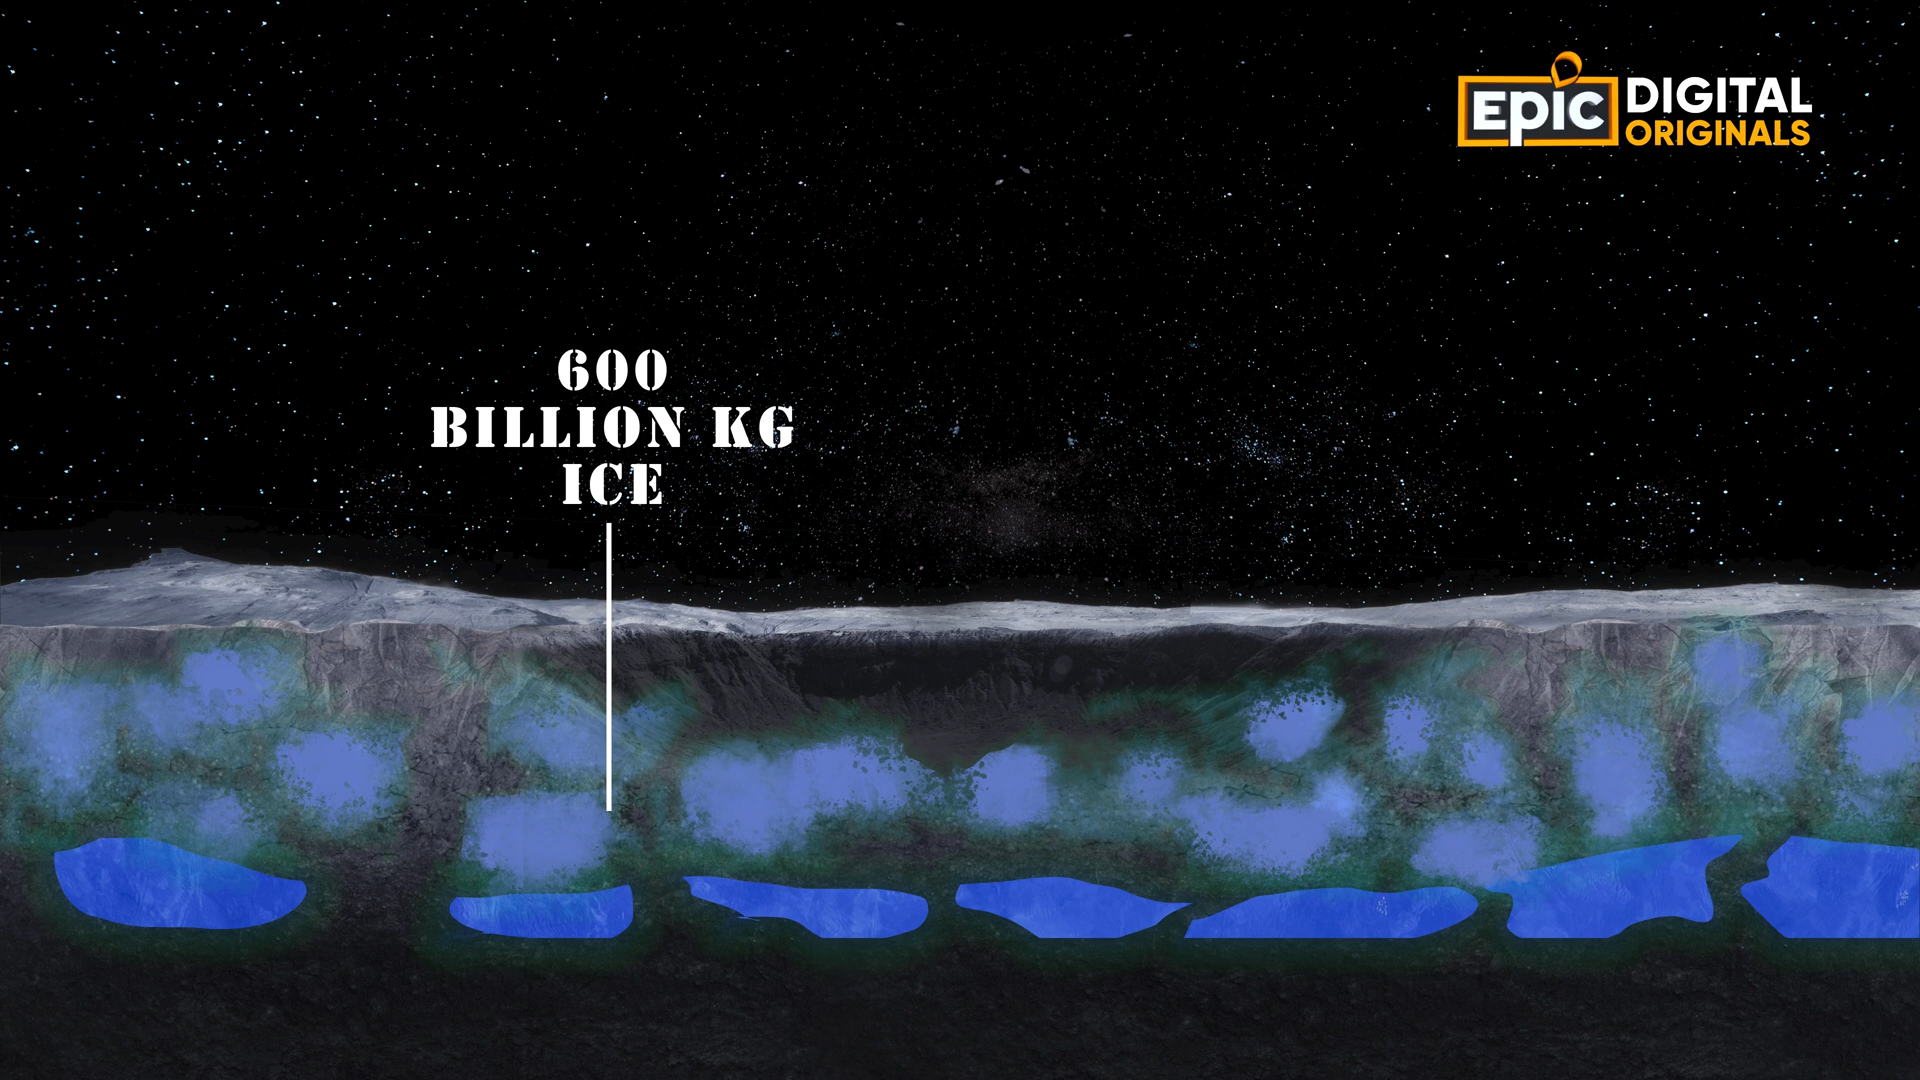 EPIC DIGITAL
ORIGINALS
600
BILLION KG
ICE